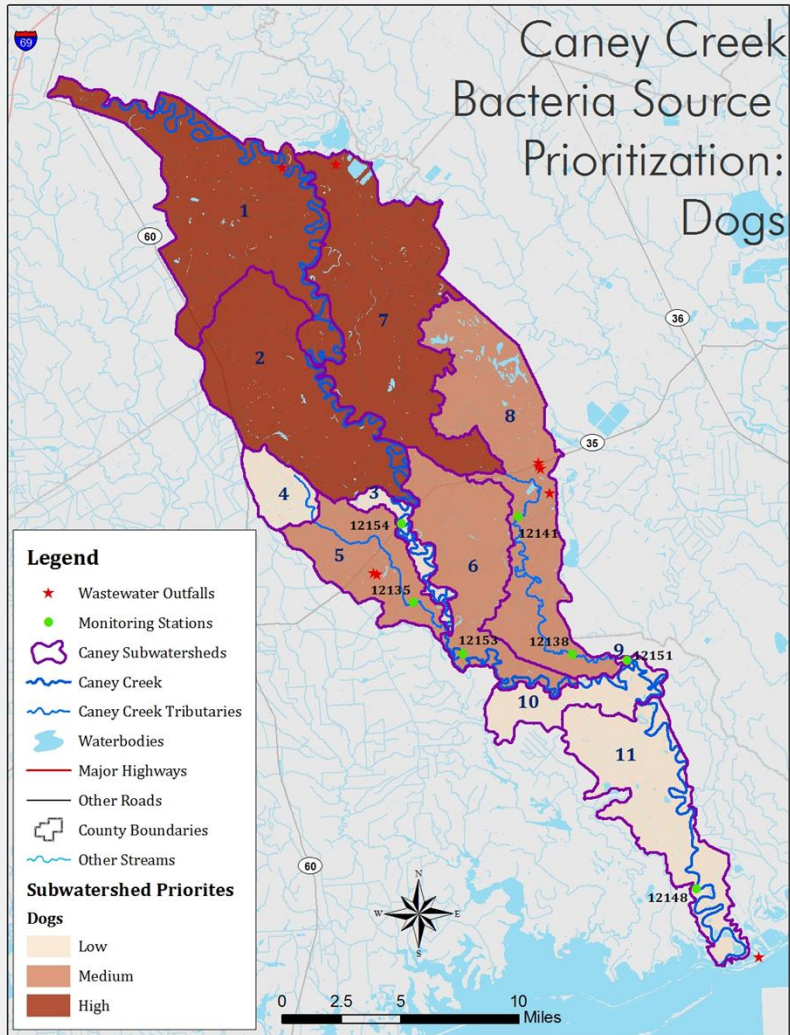 Caney Creek
Bacteria Source
Prioritization:
Dogs
69
1
60
7
36
2
8
35
4
3
12154
12141
5
6
12135
12153
12138
9
12151
10
11
60
12148
Legend
Wastewater Outfalls
Monitoring Stations
Caney Subwatersheds
Caney Creek
Caney Creek Tributaries
Waterbodies
Major Highways
Other Roads
County Boundaries
Other Streams
Subwatershed Priorites
Dogs
Low
Medium
High
N
W E
S
0 2.5 5 10
Miles